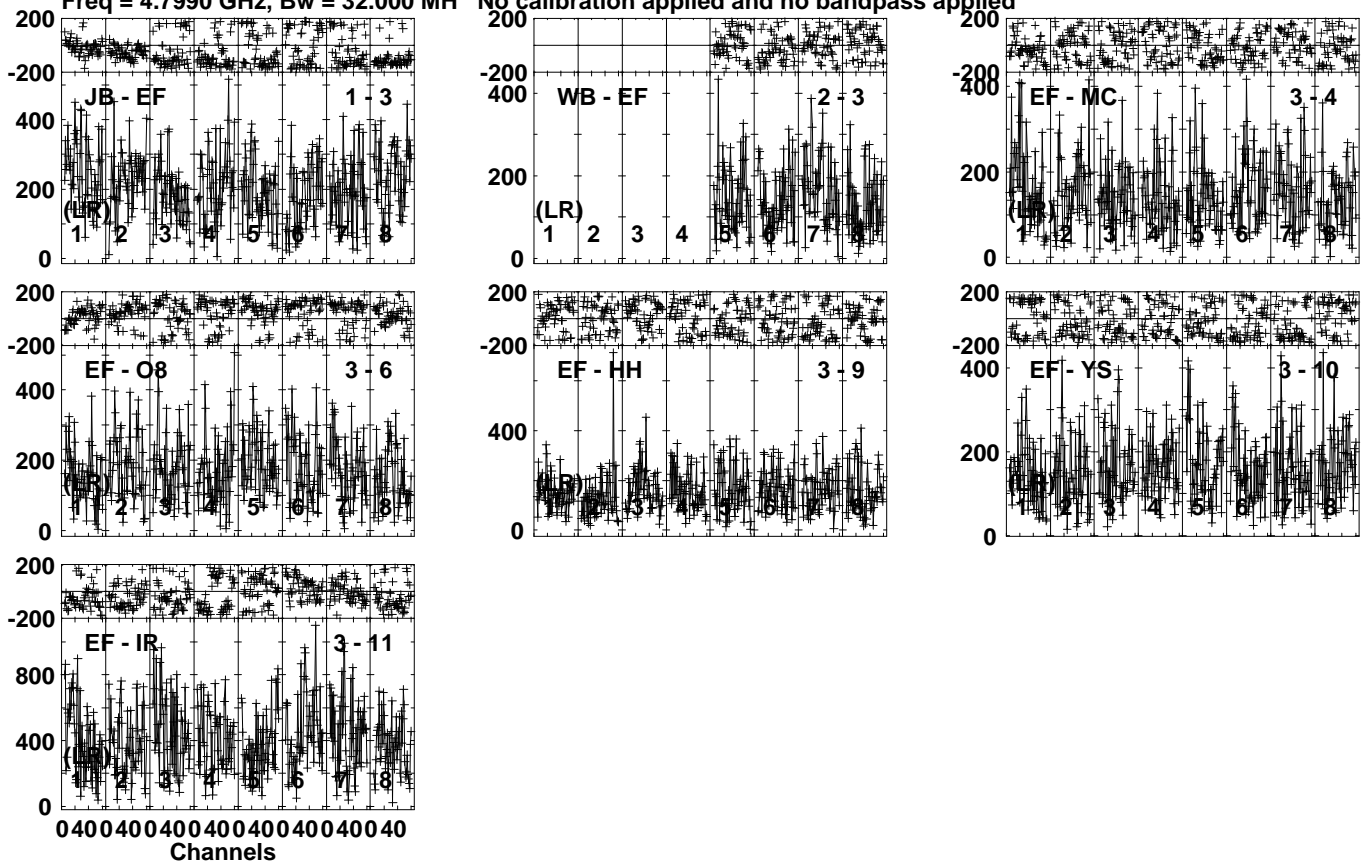 Freq = 4.7990 GHz, Bw = 32.000 MH No calibration applied and no bandpass applied
200
-200
JB - EF 1 - 3
400
200
0
(LR)
1 2 3 4 5 6 7 8
200
-200
WB - EF 2 - 3
400
200
0
(LR)
1 2 3 4 5 6 7 8
200
-200
EF - MC 3 - 4
400
200
0
(LR)
1 2 3 4 5 6 7 8
200
-200
EF - O8 3 - 6
400
200
0
(LR)
1 2 3 4 5 6 7 8
200
-200
EF - HH 3 - 9
400
0
(LR)
1 2 3 4 5 6 7 8
200
-200
EF - YS 3 - 10
400
200
0
(LR)
1 2 3 4 5 6 7 8
200
-200
EF - IR 3 - 11
800
400
0
(LR)
1 2 3 4 5 6 7 8
0 40 0 40 0 40 0 40 0 40 0 40 0 40 0 40
Channels